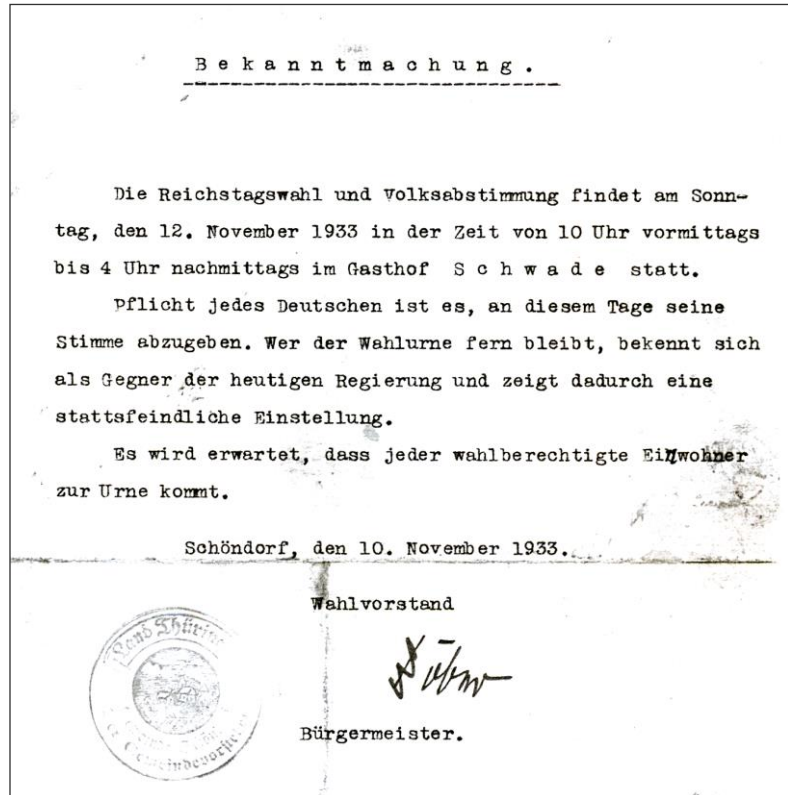 Bekanntmachung.
Die Reichstagswahl und Volksabstimmung findet am Sonn-
tag, den 12. November 1933 in der Zeit von 10 Uhr vormittags
bis 4 Uhr nachmittags im Gasthof Schwade statt.
Pflicht jedes Deutschen ist es, an diesem Tage seine
Stimme abzugeben. Wer der Wahlurne fern bleibt, bekennt sich
als Gegner der heutigen Regierung und zeigt dadurch eine
stattsfeindliche Einstellung.
Es wird erwartet, dass jeder wahlberechtigte Einwohner
zur Urne kommt.
Schöndorf, den 10. November 1933.
Wahlvorstand
Bürgermeister.
Land